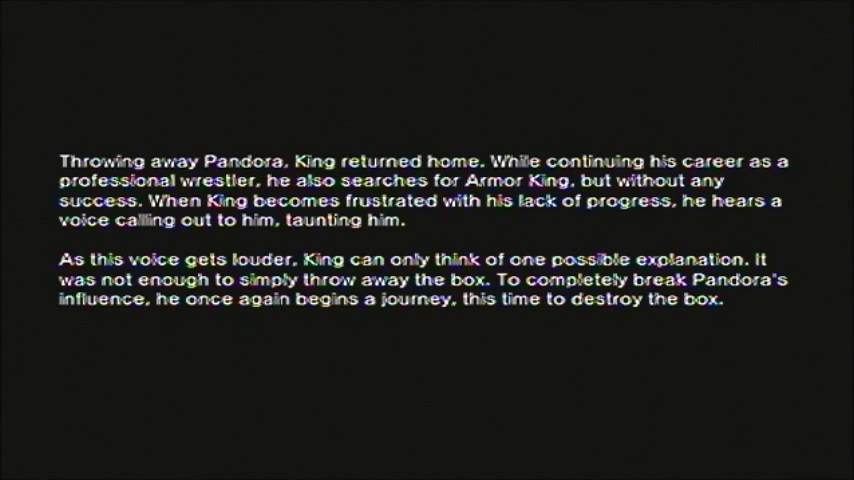 Throwing away Pandora, King returned home. While continuing his career as a
professional wrestler, he also searches for Armor King, but without any
success. When King becomes frustrated with his lack of progress, he hears a
voice calling out to him, taunting him.
As this voice gets louder, King can only think of one possible explanation. It
was not enough to simply throw away the box. To completely break Pandora's
influence, he once again begins a journey, this time to destroy the box.